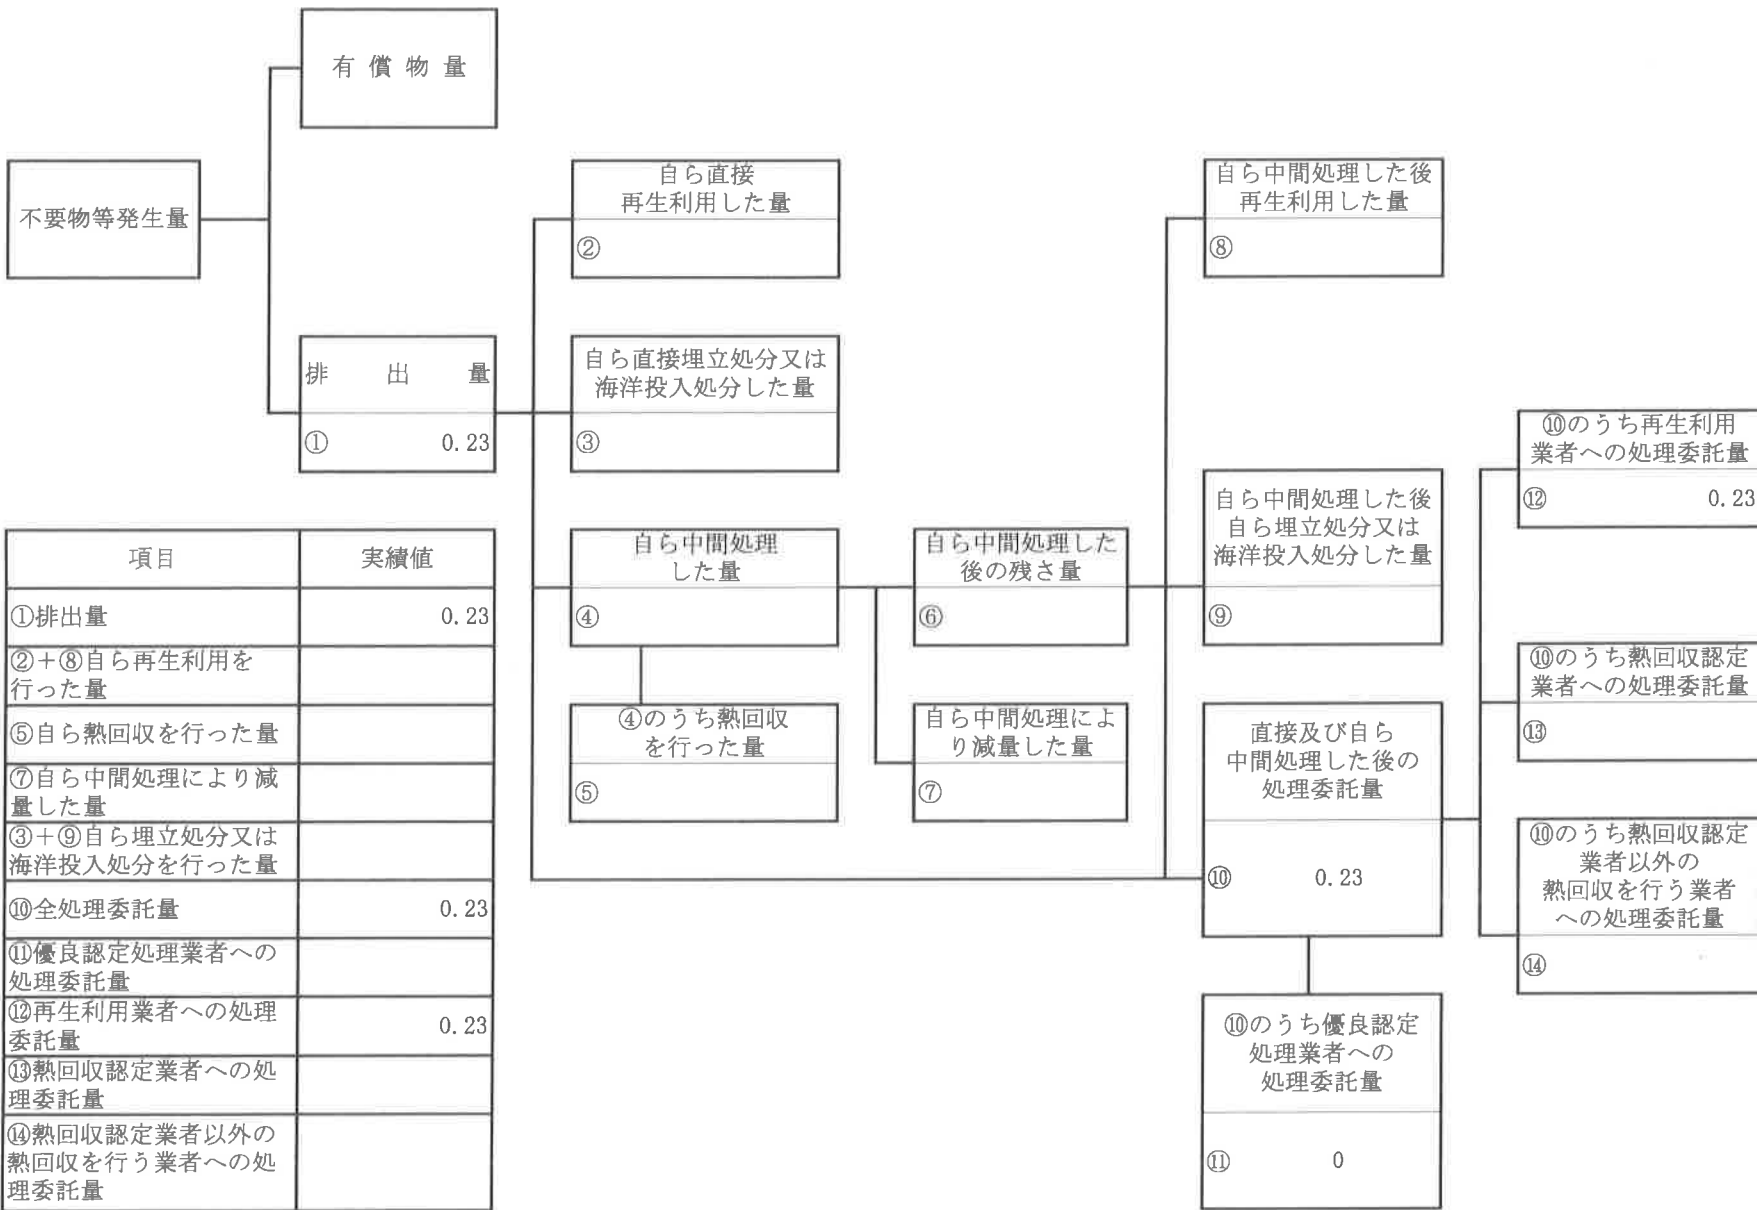 有償物量
不要物等発生量
排出量
① 0.23
自ら直接
再生利用した量
②
自ら直接埋立処分又は
海洋投入処分した量
③
自ら中間処理
した量
④
④のうち熱回収
を行った量
⑤
自ら中間処理した
後の残さ量
⑥
自ら中間処理によ
り減量した量
⑦
自ら中間処理した後
再生利用した量
⑧
自ら中間処理した後
自ら埋立処分又は
海洋投入処分した量
⑨
直接及び自ら
中間処理した後の
処理委託量
⑩ 0.23
⑩のうち優良認定
処理業者への
処理委託量
⑪ 0
⑩のうち再生利用
業者への処理委託量
⑫ 0.23
⑩のうち熱回収認定
業者への処理委託量
⑬
⑩のうち熱回収認定
業者以外の
熱回収を行う業者
への処理委託量
⑭
項目 実績値
①排出量 0.23
②+⑧自ら再生利用を
行った量
⑤自ら熱回収を行った量
⑦自ら中間処理により減
量した量
③+⑨自ら埋立処分又は
海洋投入処分を行った量
⑩全処理委託量 0.23
⑪優良認定処理業者への
処理委託量
⑫再生利用業者への処理
委託量 0.23
⑬熱回収認定業者への処
理委託量
⑭熱回収認定業者以外の
熱回収を行う業者への処
理委託量